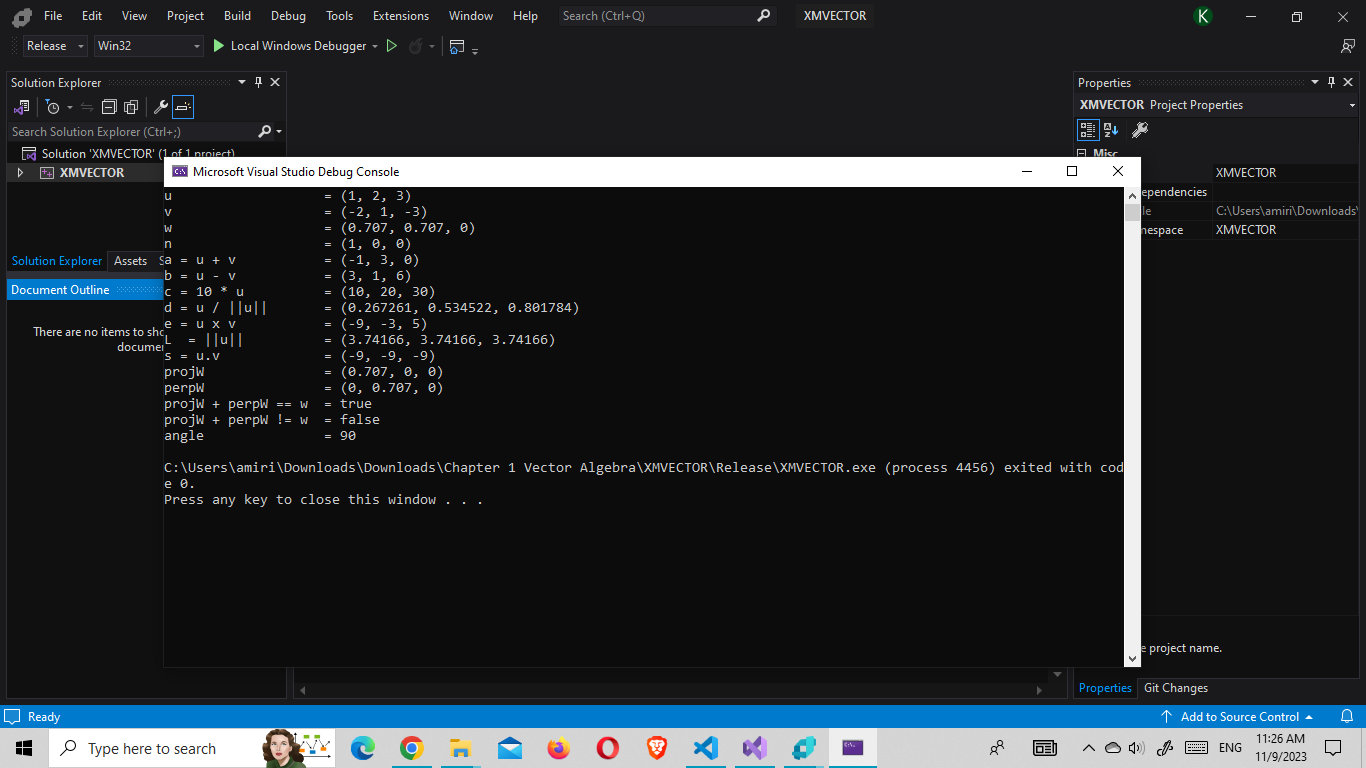 File Edit View Project Build Debug Tools Extensions Window Help Search (Ctrl+Q) XMVECTOR K
Release Win32 Local Windows Debugger
Solution Explorer
Search Solution Explorer (Ctrl+;)
Solution 'XMVECTOR' (1 of 1 project)
XMVECTOR
Solution Explorer Assets S
Document Outline
There are no items to sho
documen
Microsoft Visual Studio Debug Console
u = (1, 2, 3)
v = (-2, 1, -3)
w = (0.707, 0.707, 0)
n = (1, 0, 0)
a = u + v = (-1, 3, 0)
b = u - v = (3, 1, 6)
c = 10 * u = (10, 20, 30)
d = u / ||u|| = (0.267261, 0.534522, 0.801784)
e = u x v = (-9, -3, 5)
L  = ||u|| = (3.74166, 3.74166, 3.74166)
s = u.v = (-9, -9, -9)
projW = (0.707, 0, 0)
perpW = (0, 0.707, 0)
projW + perpW == w = true
projW + perpW != w = false
angle = 90
C:\Users\amiri\Downloads\Downloads\Chapter 1 Vector Algebra\XMVECTOR\Release\XMVECTOR.exe (process 4456) exited with cod
e 0.
Press any key to close this window . . .
Properties
XMVECTOR Project Properties
Misc
XMVECTOR
ependencies
le C:\Users\amiri\Downloads\
nespace XMVECTOR
e project name.
Properties Git Changes
Ready Add to Source Control
Type here to search ENG 11:26 AM
11/9/2023